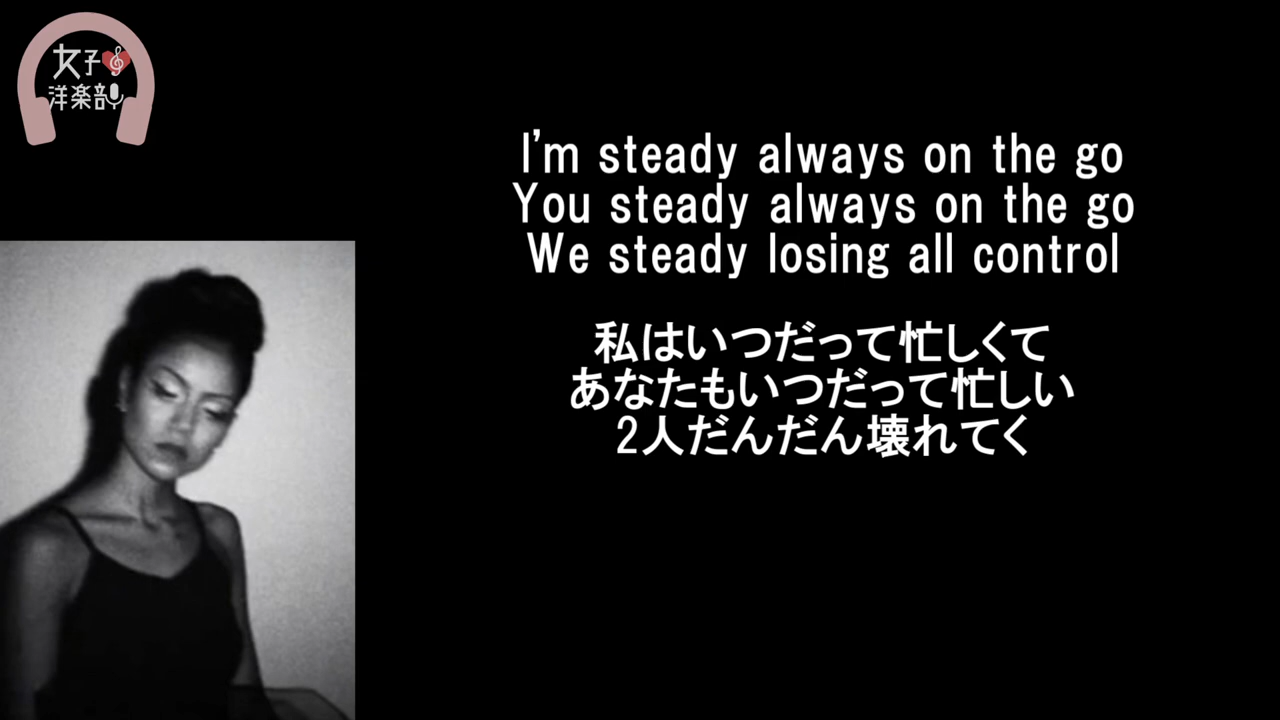 女子
洋楽部
I'm steady always on the go
You steady always on the go
We steady losing all control
私はいつだって忙しくて
あなたもいつだって忙しい
2人だんだん壊れてく